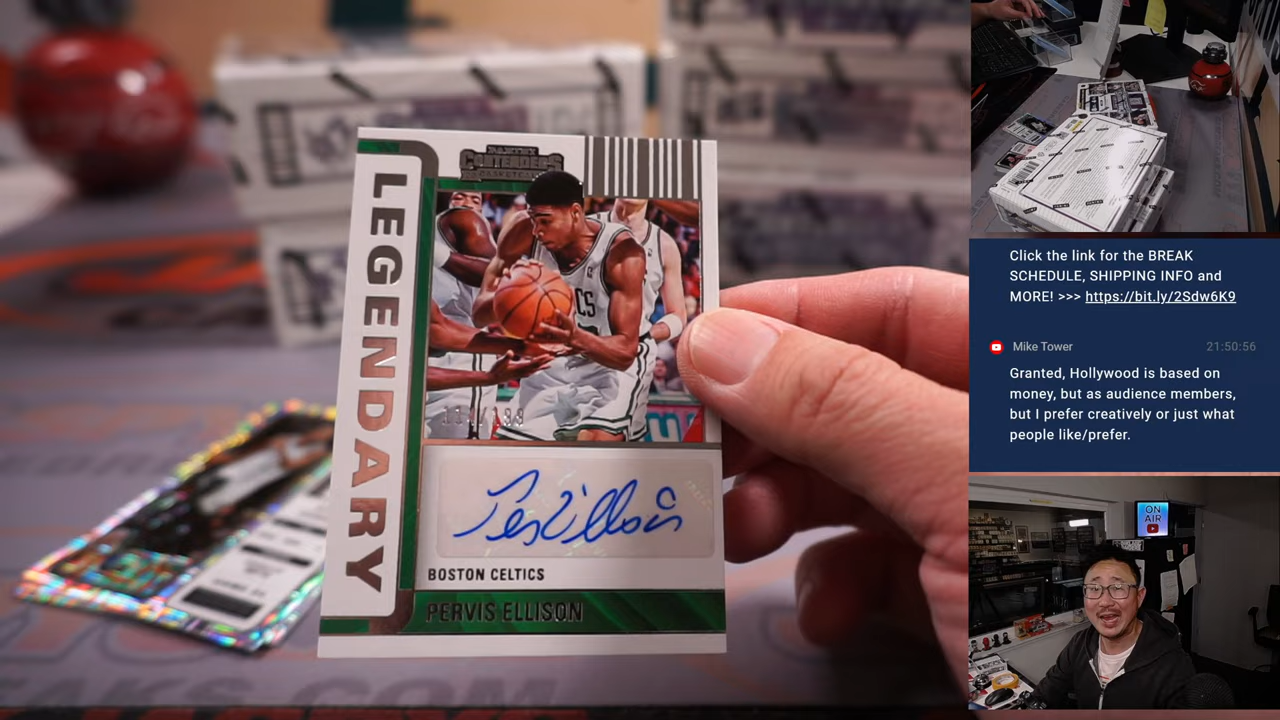 PANINI
CONTENDERS
BASKETBALL
LEGENDARY
BOSTON CELTICS
PERVIS ELLISON
Click the link for the BREAK
SCHEDULE, SHIPPING INFO and
MORE! >>> https://bit.ly/2Sdw6K9
Mike Tower 21:50:56
Granted, Hollywood is based on
money, but as audience members,
but I prefer creatively or just what
people like/prefer.
ON
AIR